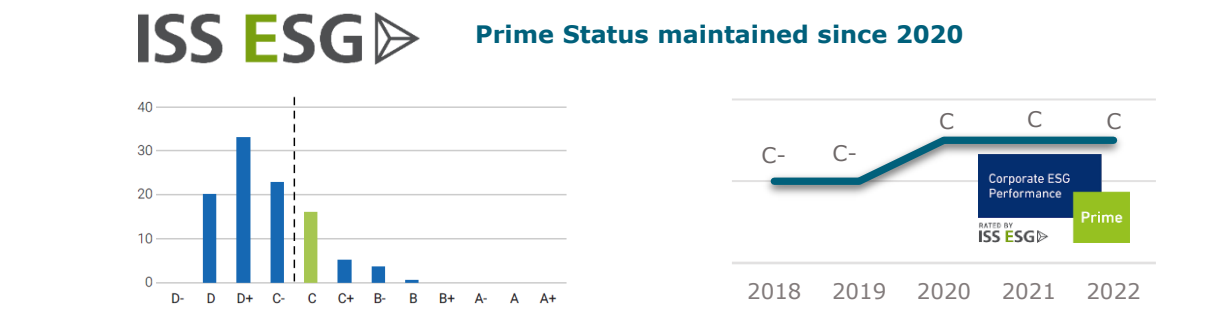 ISS ESG
Prime Status maintained since 2020
40
30
20
10
0
D- D D+ C- C C+ B- B B+ A- A A+
C- C- C C C
Corporate ESG
Performance
Prime
RATED BY
ISS ESG
2018 2019 2020 2021 2022